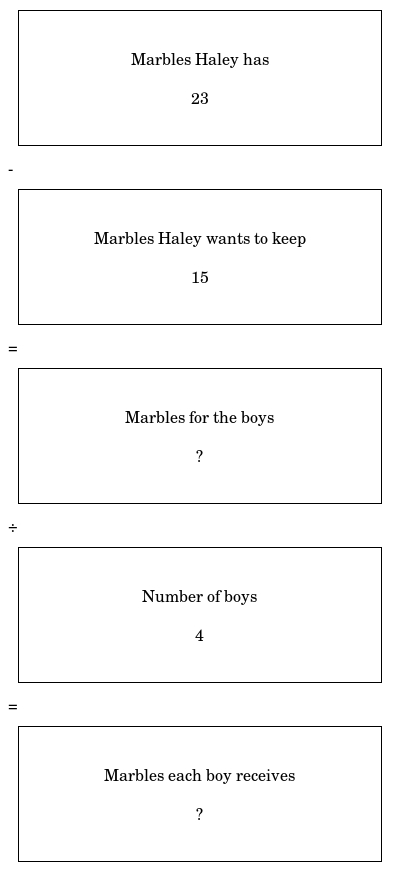 Marbles Haley has
23
-
Marbles Haley wants to keep
15
=
Marbles for the boys
?
÷
Number of boys
4
=
Marbles each boy receives
?